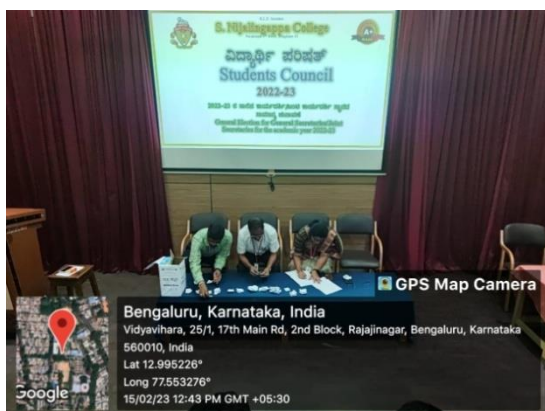 S. Nijalingappa College
ವಿದ್ಯಾರ್ಥಿ ಪರಿಷತ್
Students Council
2022-23
General Election for General Secretaries/Joint
Secretaries for the academic year 2022-23
GPS Map Camera
Bengaluru, Karnataka, India
Vidyavihara, 25/1, 17th Main Rd, 2nd Block, Rajajinagar, Bengaluru, Karnataka
560010, India
Lat 12.995226°
Long 77.553276°
15/02/23 12:43 PM GMT +05:30
Google